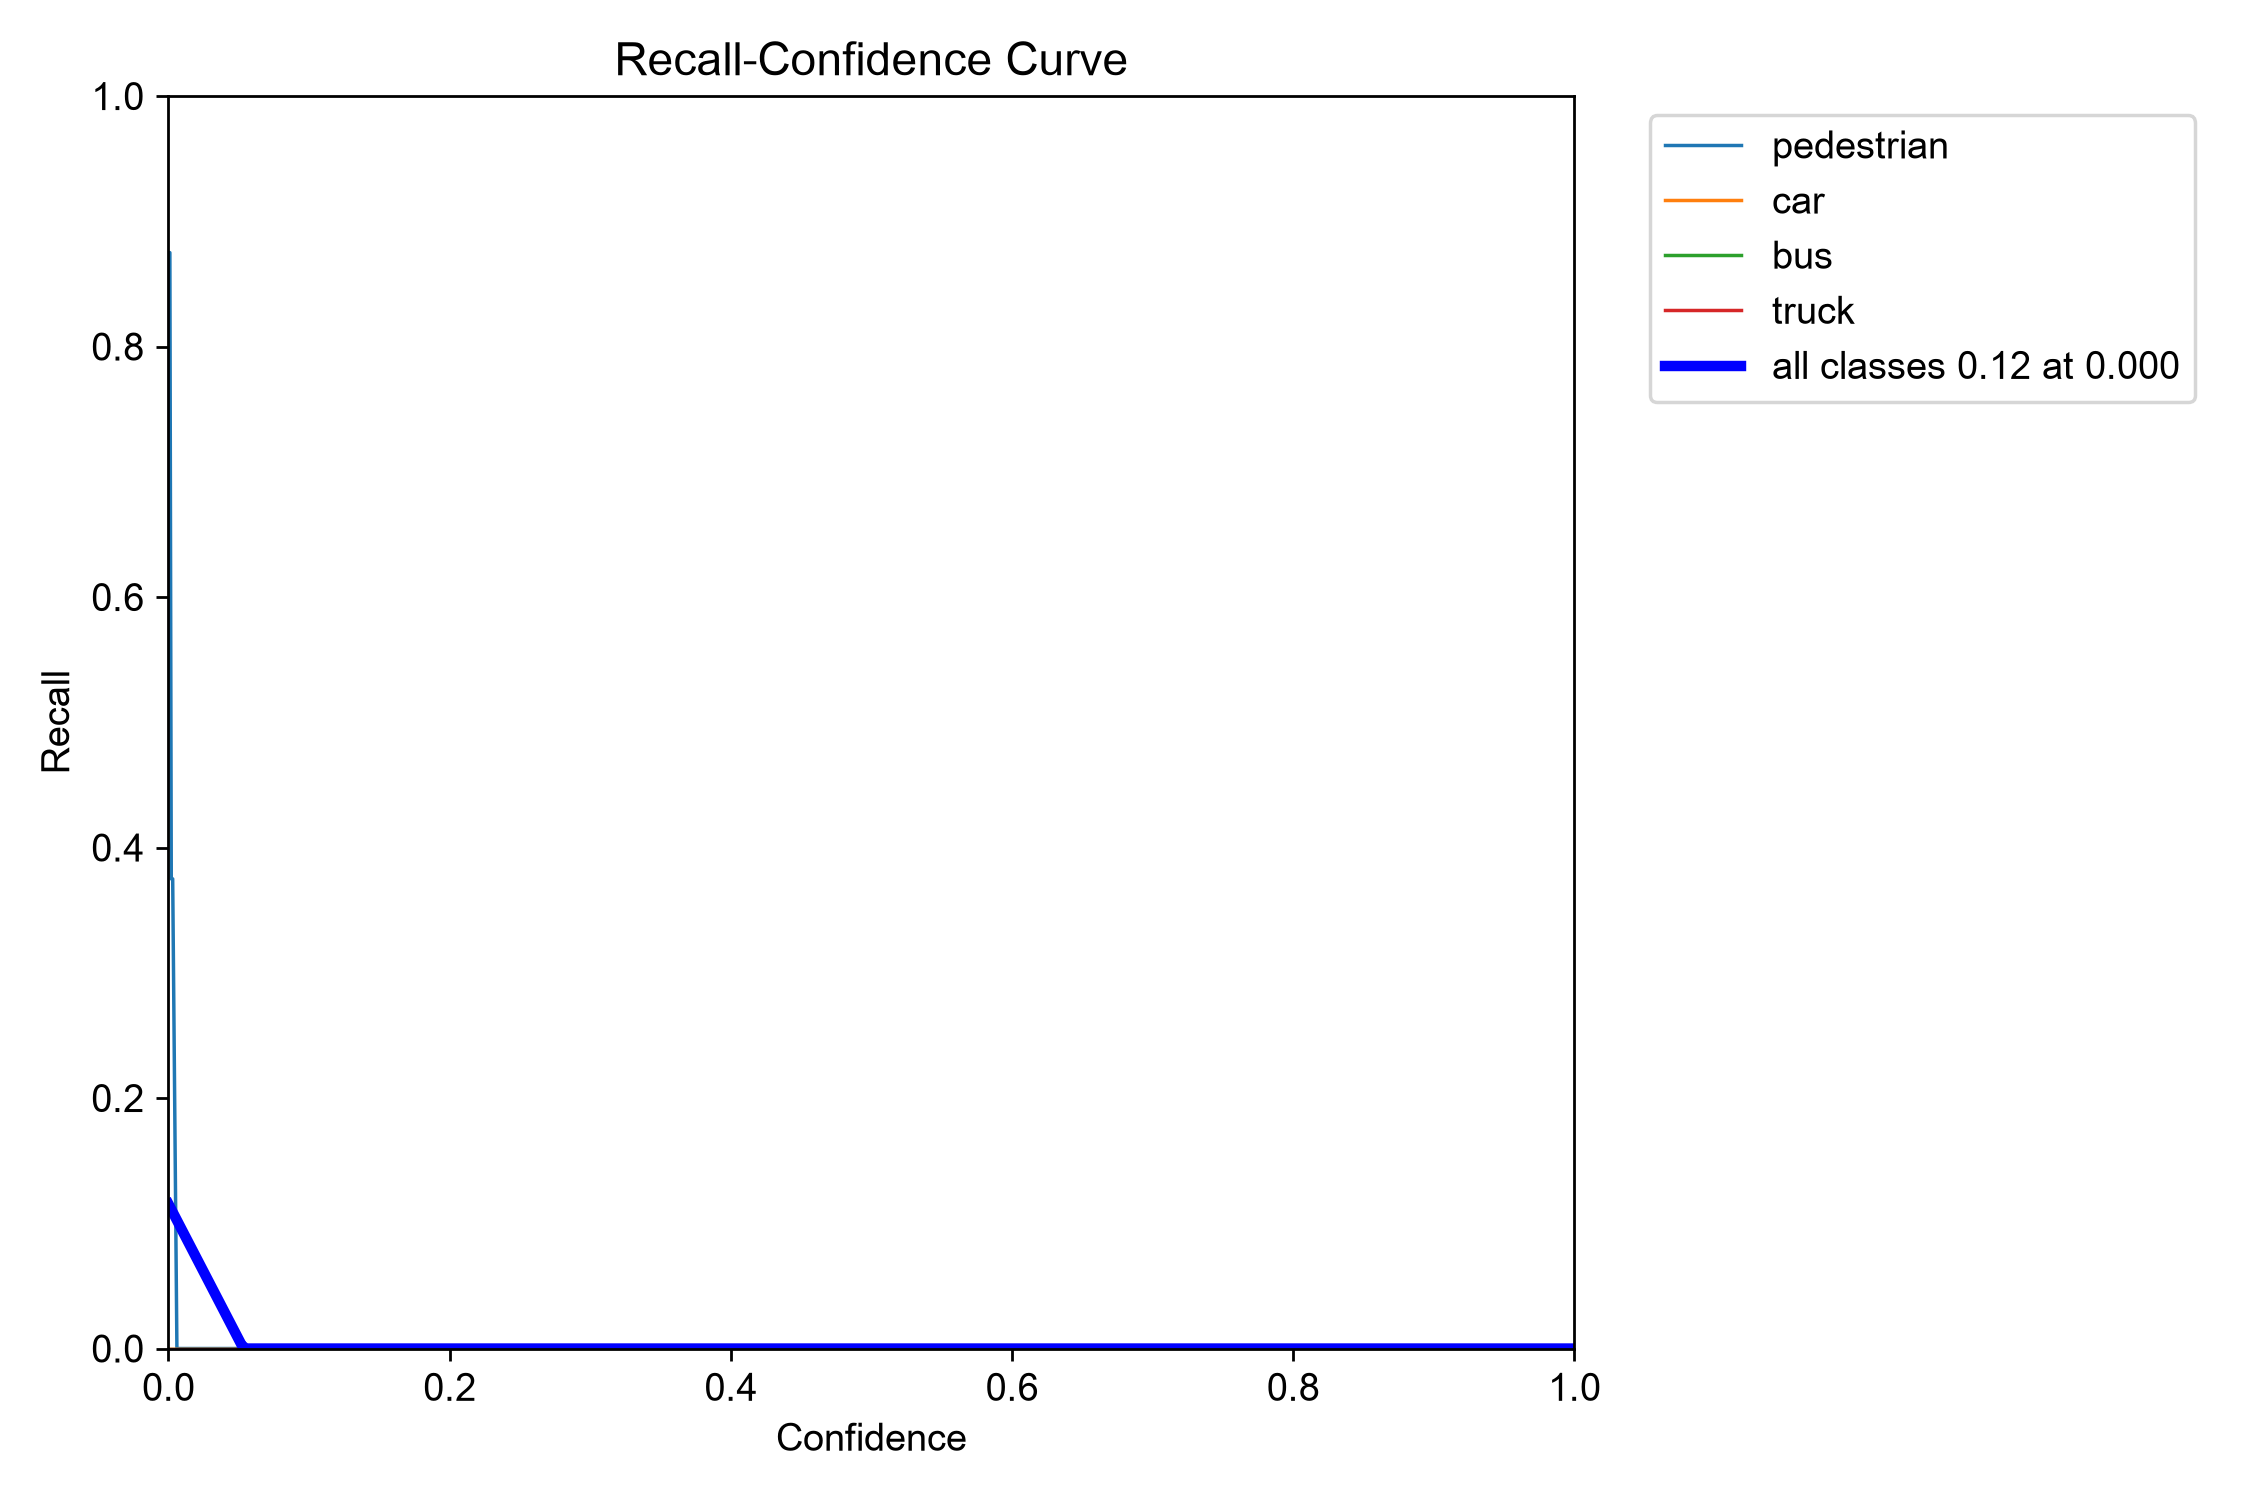 Recall-Confidence Curve
1.0
0.8
0.6
0.4
0.2
0.0
Recall
0.0 0.2 0.4 0.6 0.8 1.0
Confidence
pedestrian
car
bus
truck
all classes 0.12 at 0.000